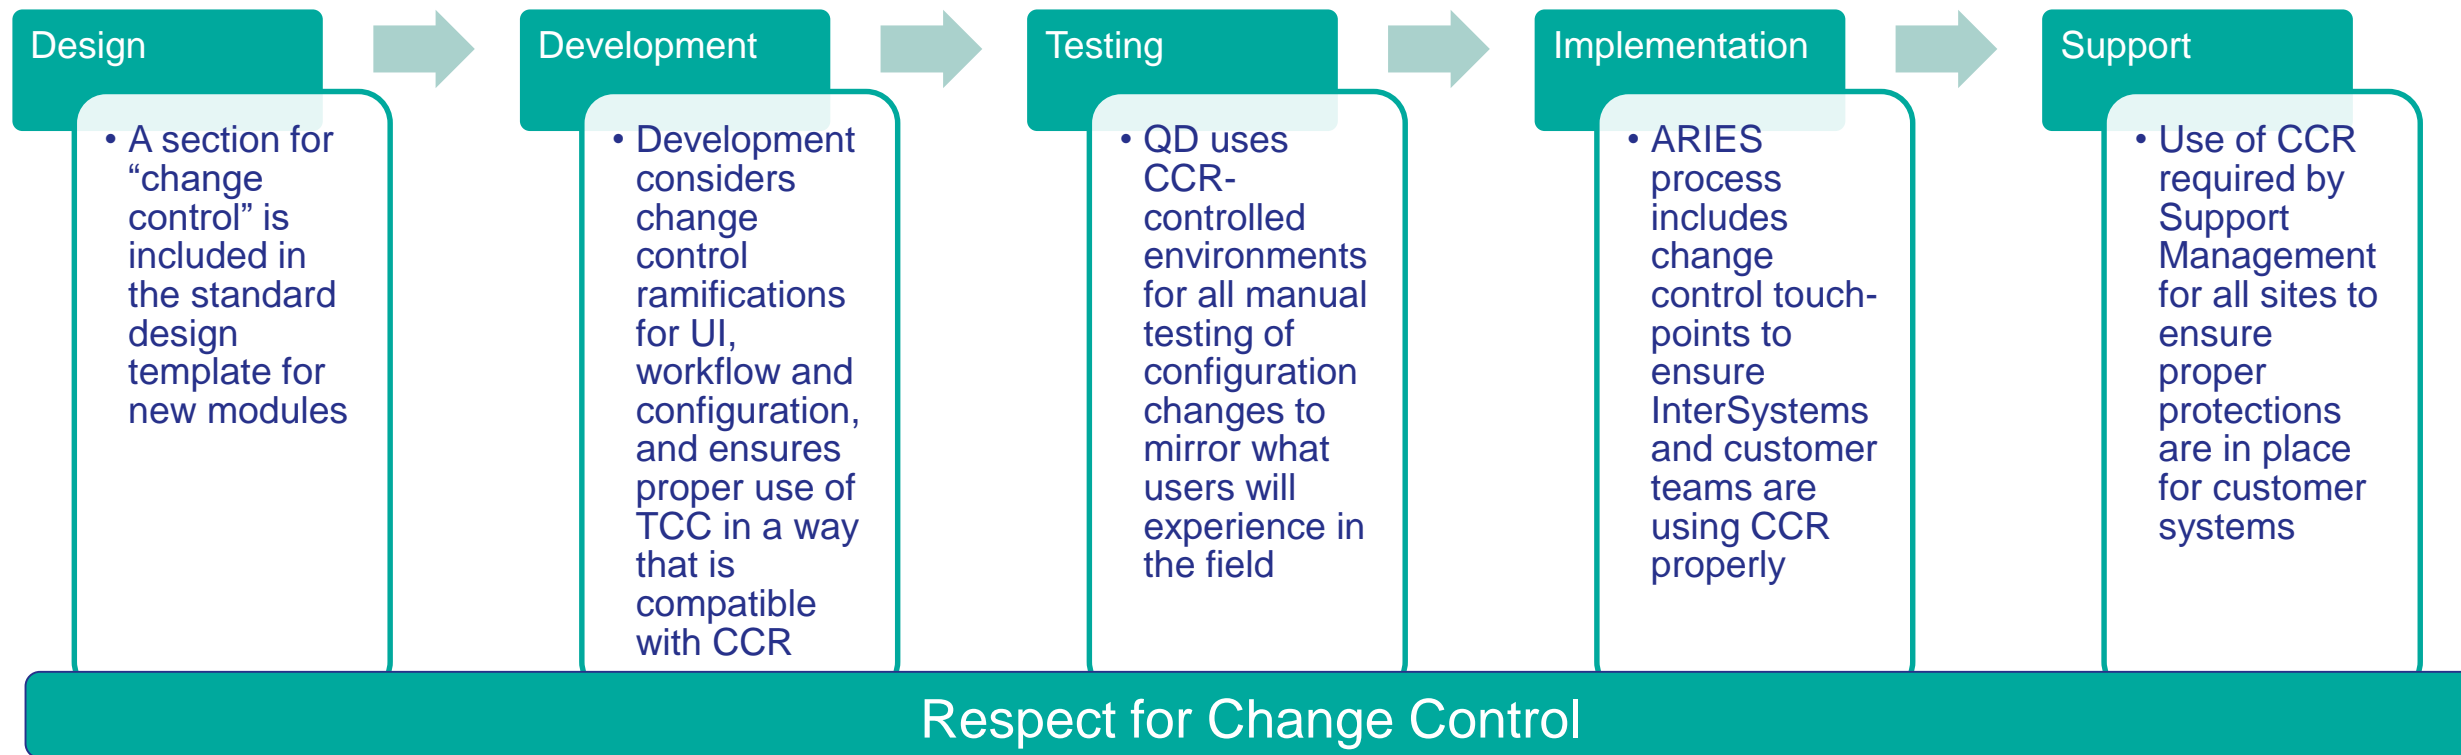 Design
• A section for
“change
control” is
included in
the standard
design
template for
new modules
Development
• Development
considers
change
control
ramifications
for UI,
workflow and
configuration,
and ensures
proper use of
TCC in a way
that is
compatible
with CCR
Testing
• QD uses
CCR-
controlled
environments
for all manual
testing of
configuration
changes to
mirror what
users will
experience in
the field
Implementation
• ARIES
process
includes
change
control touch-
points to
ensure
InterSystems
and customer
teams are
using CCR
properly
Support
• Use of CCR
required by
Support
Management
for all sites to
ensure
proper
protections
are in place
for customer
systems
Respect for Change Control